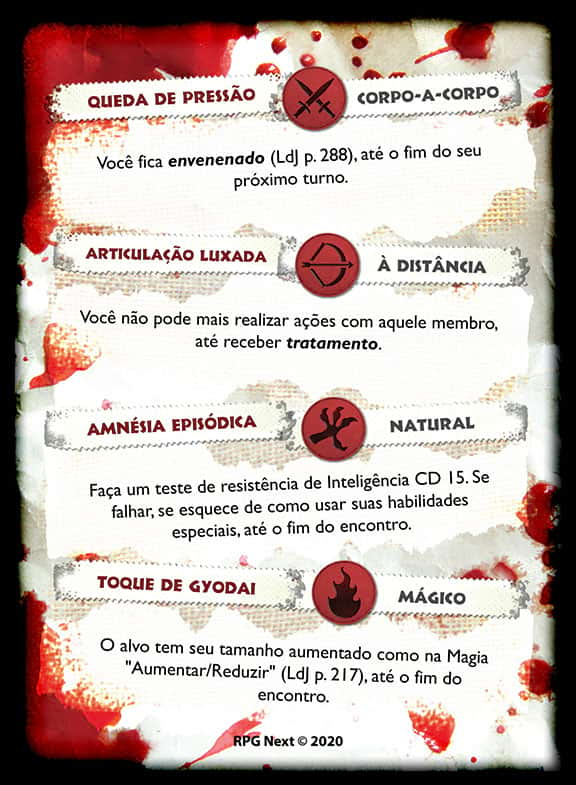 QUEDA DE PRESSÃO CORPO-A-CORPO
Você fica envenenado (LdJ p. 288), até o fim do seu
próximo turno.
ARTICULAÇÃO LUXADA À DISTÂNCIA
Você não pode mais realizar ações com aquele membro,
até receber tratamento.
AMNÉSIA EPISÓDICA NATURAL
Faça um teste de resistência de Inteligência CD 15. Se
falhar, se esquece de como usar suas habilidades
especiais, até o fim do encontro.
TOQUE DE GYODAI MÁGICO
O alvo tem seu tamanho aumentado como na Magia
"Aumentar/Reduzir" (LdJ p. 217), até o fim do
encontro.
RPG Next © 2020